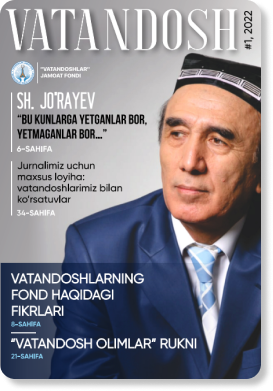 VATANDOSH
#1, 2022
"VATANDOSHLAR"
JAMOAT FONDI
SH. JO'RAYEV
"BU KUNLARGA YETGANLAR BOR,
YETMAGANLAR BOR..."
6-SAHIFA
Jurnalimiz uchun
maxsus loyiha:
vatandoshlarimiz bilan
ko'rsatuvlar
34-SAHIFA
VATANDOSHLARNING
FOND HAQIDAGI
FIKRLARI
8-SAHIFA
"VATANDOSH OLIMLAR" RUKNI
21-SAHIFA